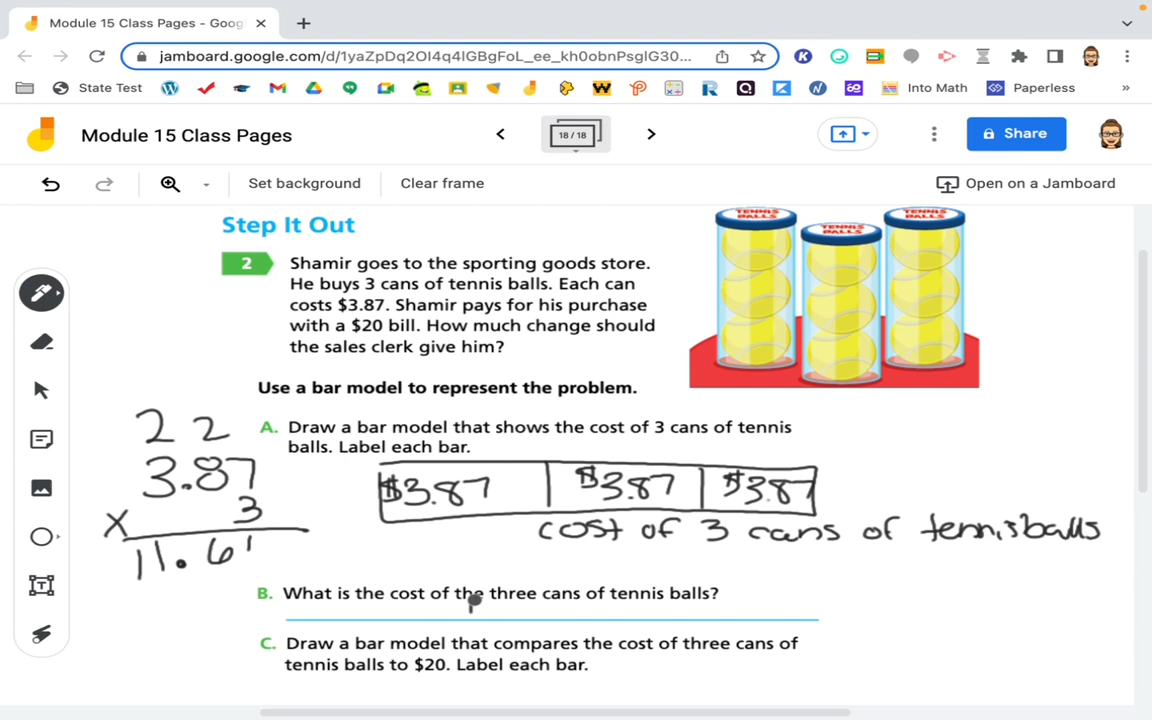 Module 15 Class Pages - Goog
jamboard.google.com/d/1yaZpDq2OI4q4lGBgFoL_ee_kh0obnPsglG30...
State Test
Into Math
Paperless
Module 15 Class Pages
18 / 18
Share
Set background
Clear frame
Open on a Jamboard
Step It Out
TENNIS BALLS
TENNIS BALLS
TENNIS BALLS
2 Shamir goes to the sporting goods store.
He buys 3 cans of tennis balls. Each can
costs $3.87. Shamir pays for his purchase
with a $20 bill. How much change should
the sales clerk give him?
Use a bar model to represent the problem.
A. Draw a bar model that shows the cost of 3 cans of tennis
balls. Label each bar.
2 2
3.87
x 3
11.61
$3.87 $3.87 $3.87
cost of 3 cans of tennis balls
B. What is the cost of the three cans of tennis balls?
C. Draw a bar model that compares the cost of three cans of
tennis balls to $20. Label each bar.